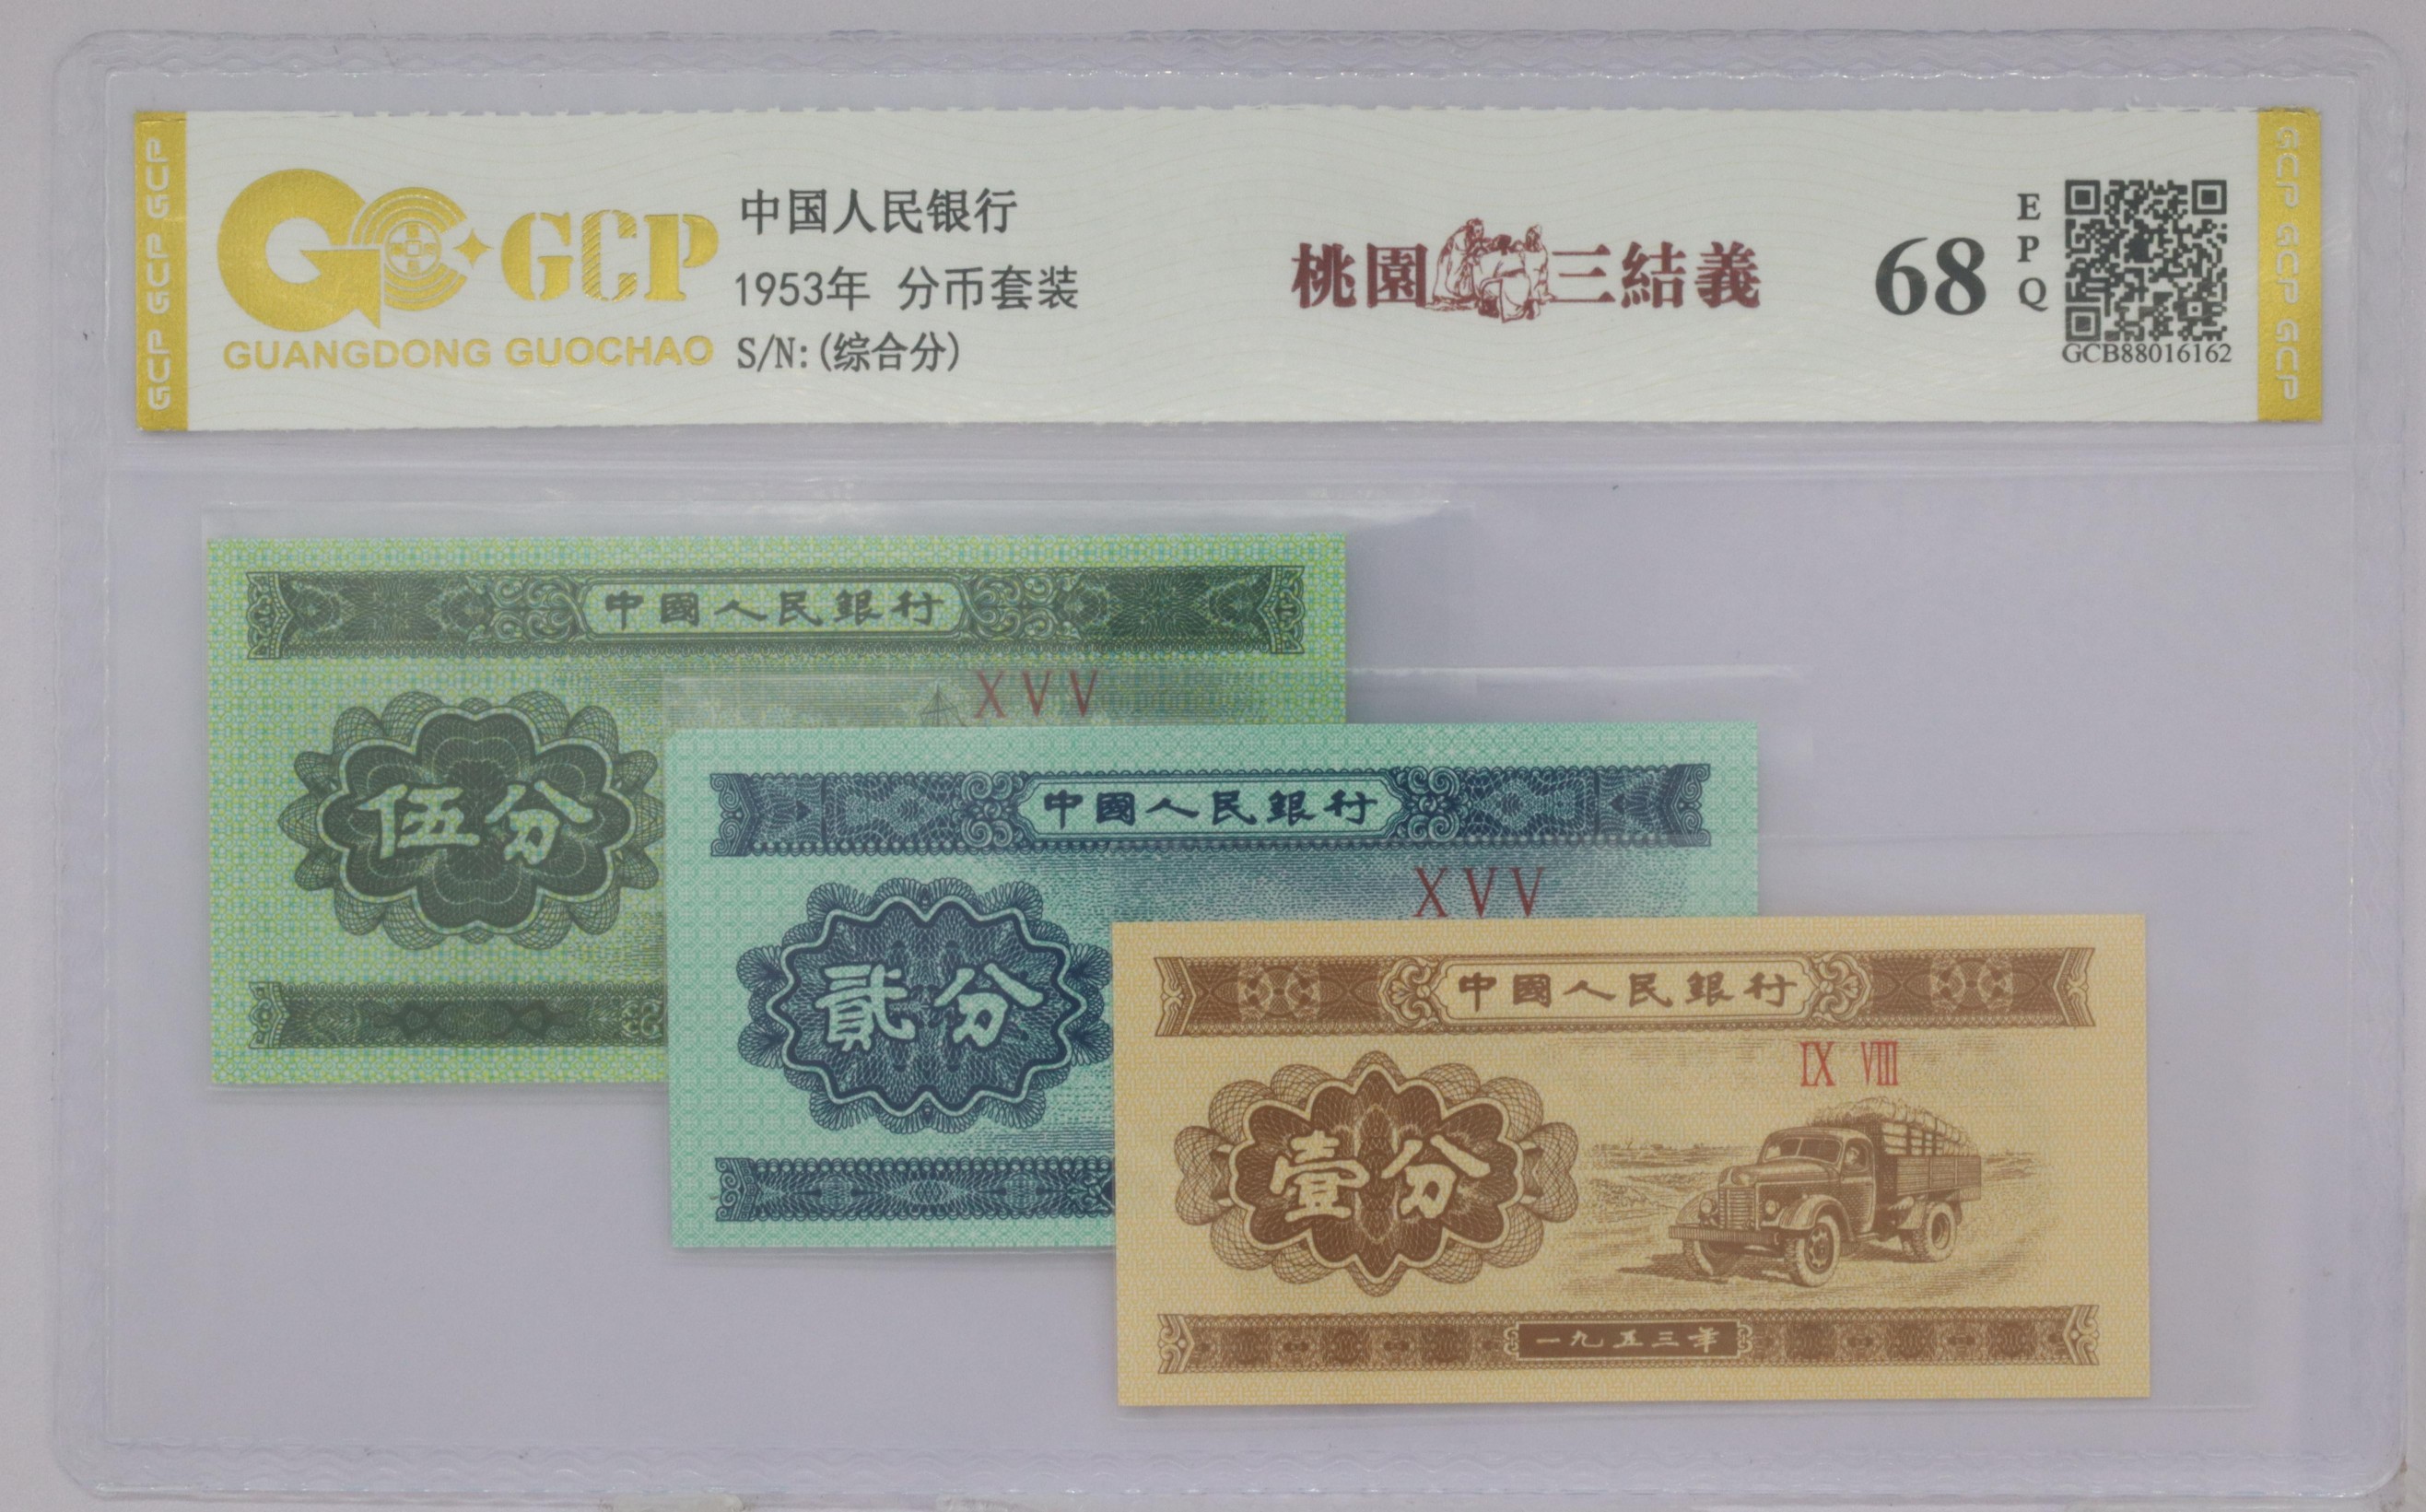 GCP GCP GCP
GCP
GUANGDONG GUOCHAO
中国人民银行
1953年 分币套装
S/N:(综合分)
桃園三結義
68
EPQ
GCB88016162
GCP GCP GCP
中國人民銀行
XVV
伍分
中國人民銀行
XVV
貳分
中國人民銀行
IX VIII
壹分
一九五三年